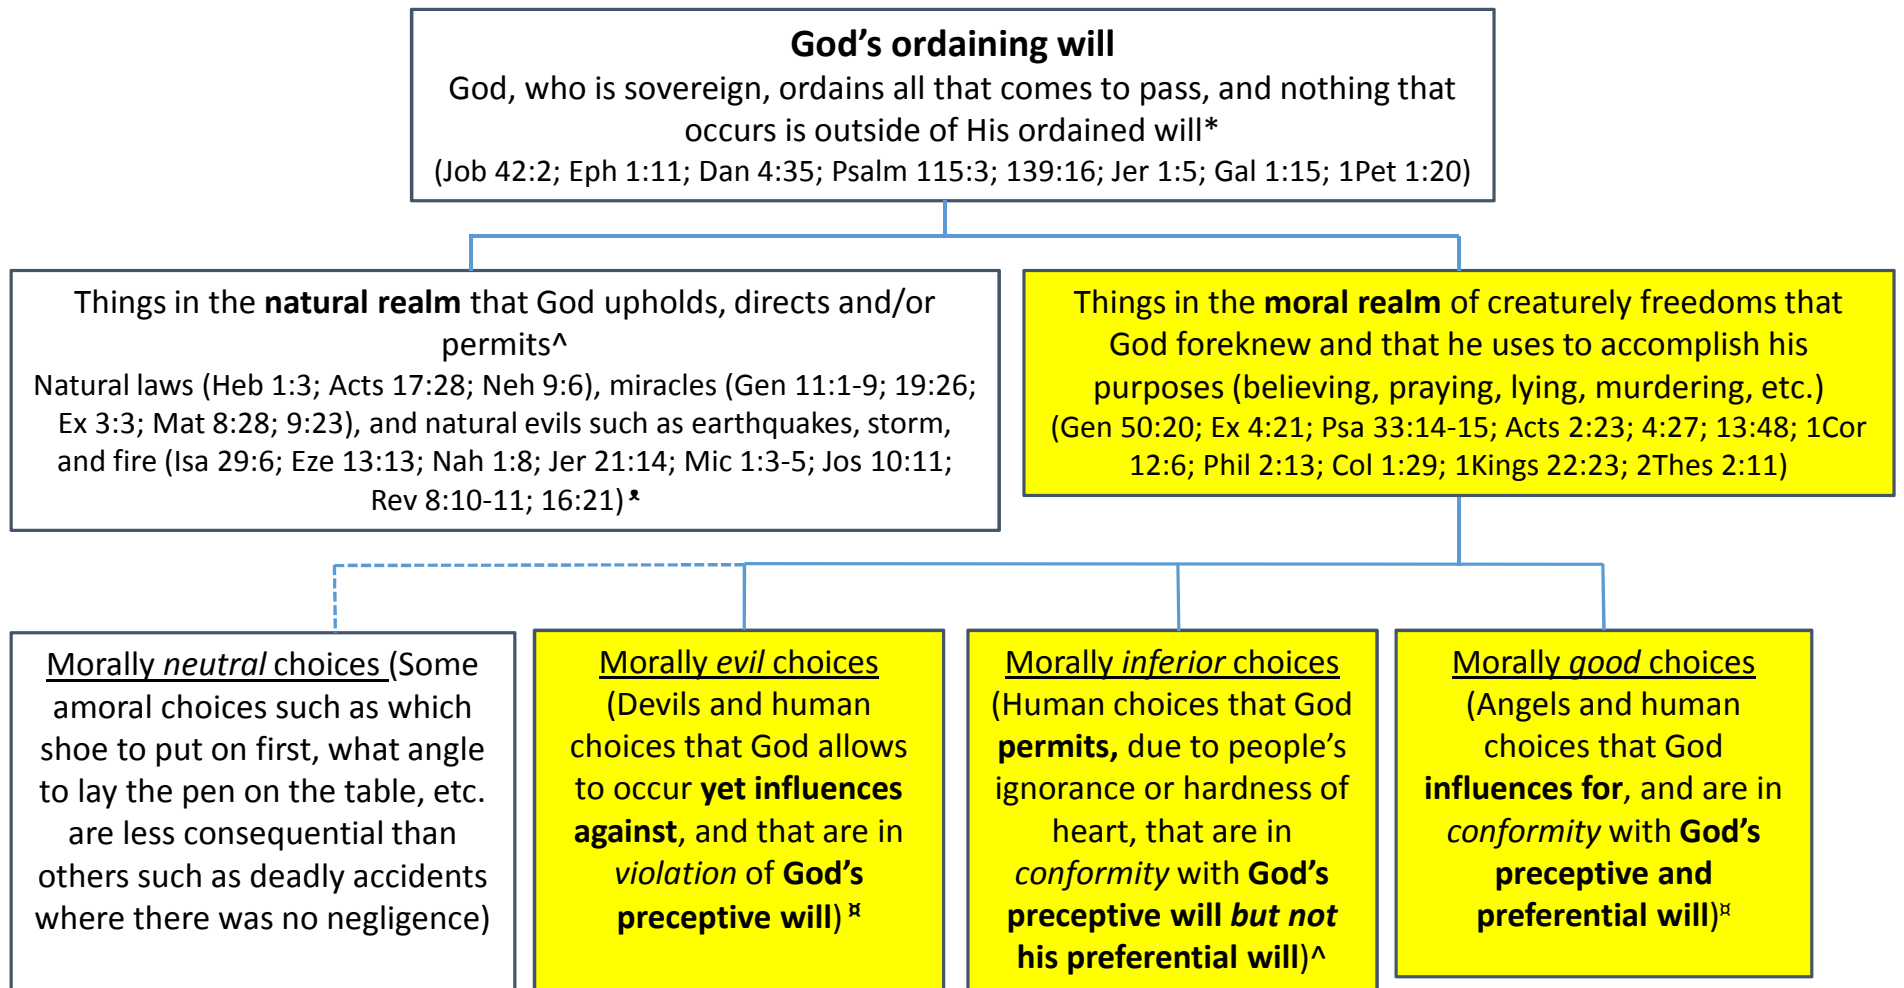 God’s ordaining will
God, who is sovereign, ordains all that comes to pass, and nothing that
occurs is outside of His ordained will*
(Job 42:2; Eph 1:11; Dan 4:35; Psalm 115:3; 139:16; Jer 1:5; Gal 1:15; 1Pet 1:20)
Things in the natural realm that God upholds, directs and/or
permits^
Natural laws (Heb 1:3; Acts 17:28; Neh 9:6), miracles (Gen 11:1-9; 19:26;
Ex 3:3; Mat 8:28; 9:23), and natural evils such as earthquakes, storm,
and fire (Isa 29:6; Eze 13:13; Nah 1:8; Jer 21:14; Mic 1:3-5; Jos 10:11;
Rev 8:10-11; 16:21)
Things in the moral realm of creaturely freedoms that
God foreknew and that he uses to accomplish his
purposes (believing, praying, lying, murdering, etc.)
(Gen 50:20; Ex 4:21; Psa 33:14-15; Acts 2:23; 4:27; 13:48; 1Cor
12:6; Phil 2:13; Col 1:29; 1Kings 22:23; 2Thes 2:11)
Morally neutral choices (Some
amoral choices such as which
shoe to put on first, what angle
to lay the pen on the table, etc.
are less consequential than
others such as deadly accidents
where there was no negligence)
Morally evil choices
(Devils and human
choices that God allows
to occur yet influences
against, and that are in
violation of God’s
preceptive will) ¤
Morally inferior choices
(Human choices that God
permits, due to people’s
ignorance or hardness of
heart, that are in
conformity with God’s
preceptive will but not
his preferential will)^
Morally good choices
(Angels and human
choices that God
influences for, and are in
conformity with God’s
preceptive and
preferential will)¤